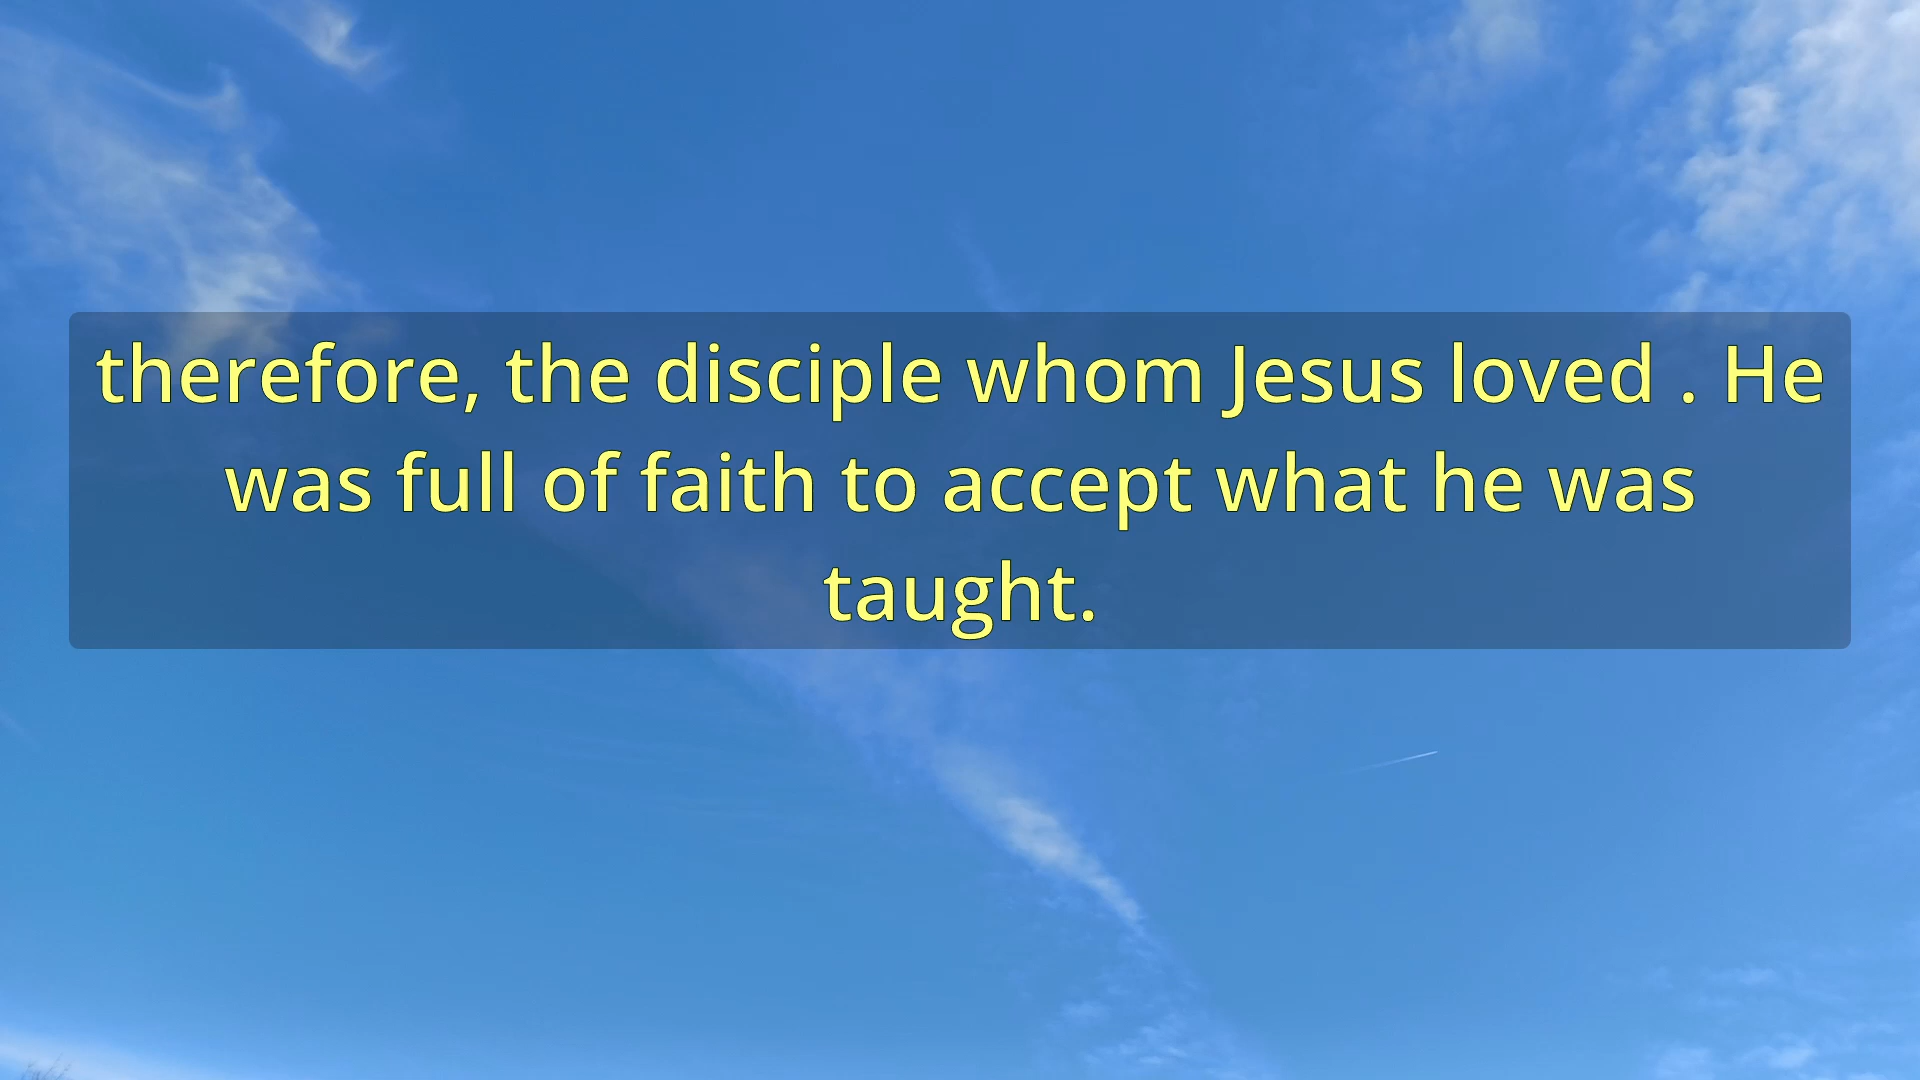 therefore, the disciple whom Jesus loved . He
was full of faith to accept what he was
taught.